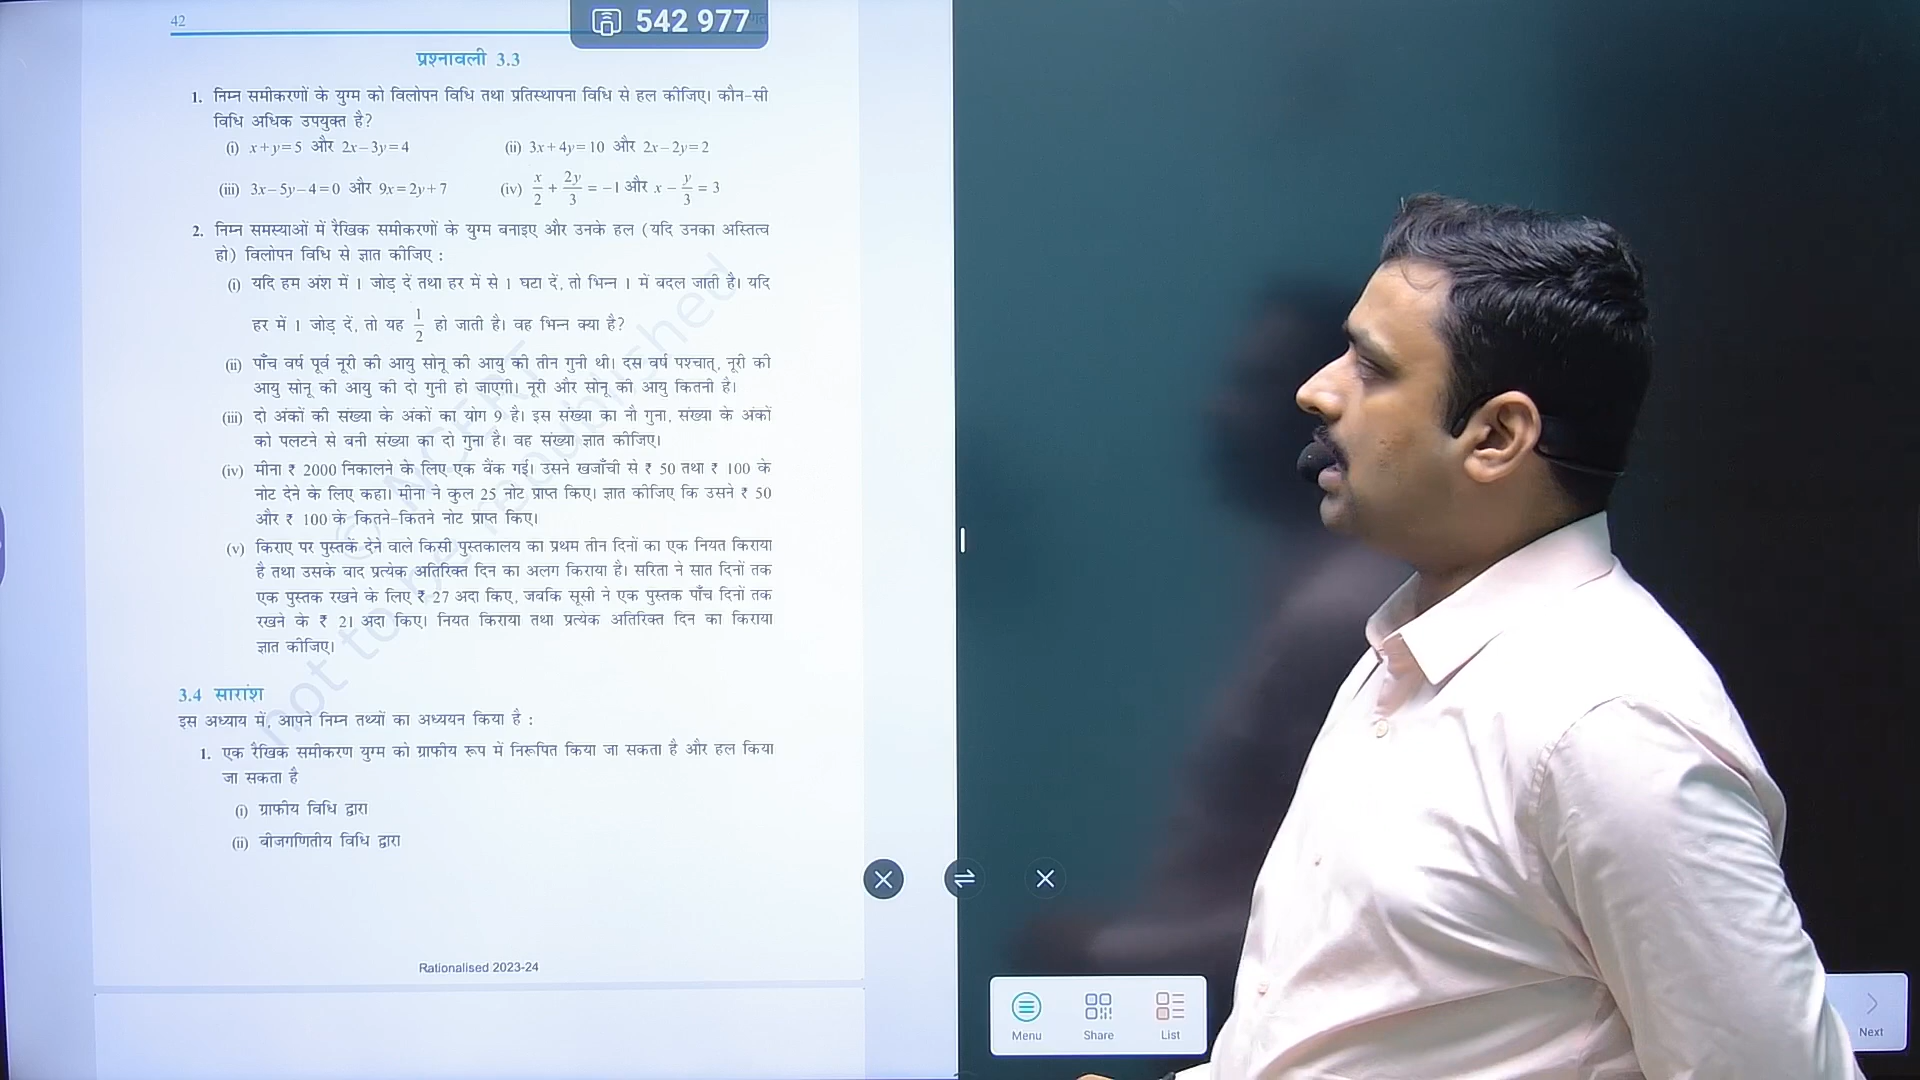 42
542 977
प्रश्नावली 3.3
1. निम्न समीकरणों के युग्म को विलोपन विधि तथा प्रतिस्थापना विधि से हल कीजिए। कौन-सी
विधि अधिक उपयुक्त है?
(i) x + y = 5 और 2x – 3y = 4 (ii) 3x + 4y = 10 और 2x – 2y = 2
(iii) 3x – 5y – 4 = 0 और 9x = 2y + 7 (iv) x/2 + 2y/3 = –1 और x – y/3 = 3
2. निम्न समस्याओं में रैखिक समीकरणों के युग्म बनाइए और उनके हल (यदि उनका अस्तित्व
हो) विलोपन विधि से ज्ञात कीजिए :
(i) यदि हम अंश में 1 जोड़ दें तथा हर में से 1 घटा दें, तो भिन्न 1 में बदल जाती है। यदि
हर में 1 जोड़ दें, तो यह 1/2 हो जाती है। वह भिन्न क्या है?
(ii) पाँच वर्ष पूर्व नूरी की आयु सोनू की आयु की तीन गुनी थी। दस वर्ष पश्चात्, नूरी की
आयु सोनू की आयु की दो गुनी हो जाएगी। नूरी और सोनू की आयु कितनी है।
(iii) दो अंकों की संख्या के अंकों का योग 9 है। इस संख्या का नौ गुना, संख्या के अंकों
को पलटने से बनी संख्या का दो गुना है। वह संख्या ज्ञात कीजिए।
(iv) मीना ₹ 2000 निकालने के लिए एक बैंक गई। उसने खजाँची से ₹ 50 तथा ₹ 100 के
नोट देने के लिए कहा। मीना ने कुल 25 नोट प्राप्त किए। ज्ञात कीजिए कि उसने ₹ 50
और ₹ 100 के कितने-कितने नोट प्राप्त किए।
(v) किराए पर पुस्तकें देने वाले किसी पुस्तकालय का प्रथम तीन दिनों का एक नियत किराया
है तथा उसके बाद प्रत्येक अतिरिक्त दिन का अलग किराया है। सरिता ने सात दिनों तक
एक पुस्तक रखने के लिए ₹ 27 अदा किए, जबकि सूसी ने एक पुस्तक पाँच दिनों तक
रखने के ₹ 21 अदा किए। नियत किराया तथा प्रत्येक अतिरिक्त दिन का किराया
ज्ञात कीजिए।
3.4 सारांश
इस अध्याय में, आपने निम्न तथ्यों का अध्ययन किया है :
1. एक रैखिक समीकरण युग्म को ग्राफीय रूप में निरूपित किया जा सकता है और हल किया
जा सकता है
(i) ग्राफीय विधि द्वारा
(ii) बीजगणितीय विधि द्वारा
Rationalised 2023-24
© NCERT
not to be republished
Menu Share List Next